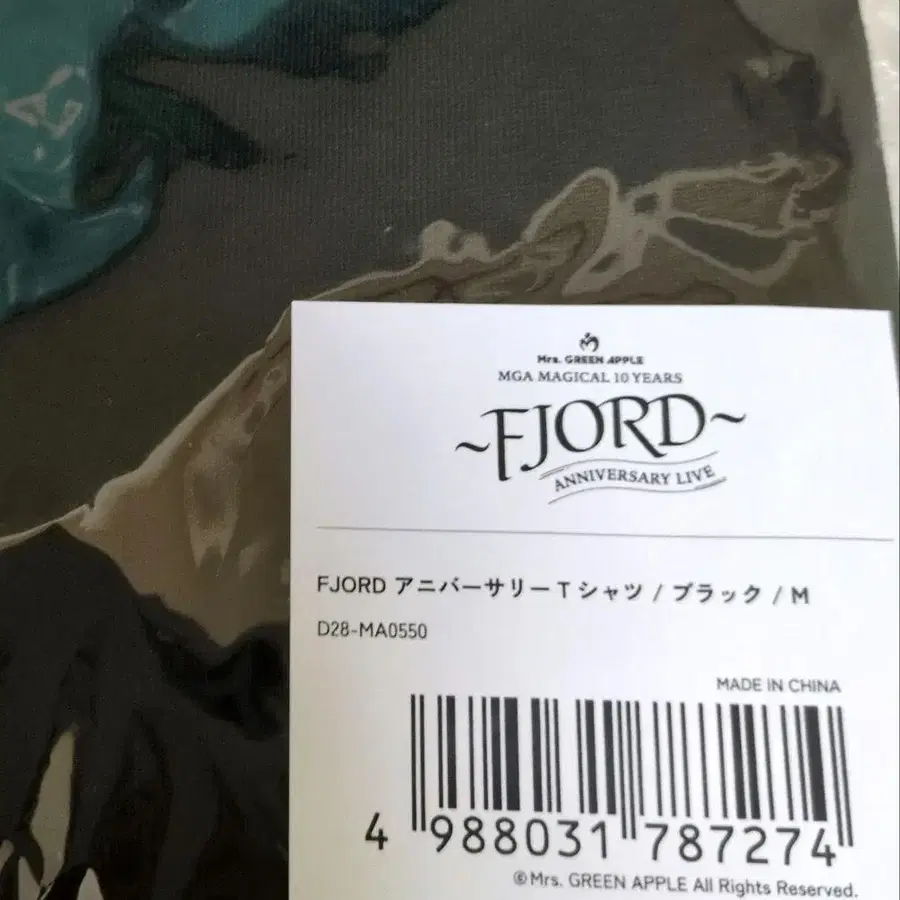 Mrs. GREEN APPLE
MGA MAGICAL 10 YEARS
~FJORD~
ANNIVERSARY LIVE
FJORD アニバーサリーTシャツ / ブラック / M
D28-MA0550
MADE IN CHINA
4 988031 787274
©Mrs. GREEN APPLE All Rights Reserved.